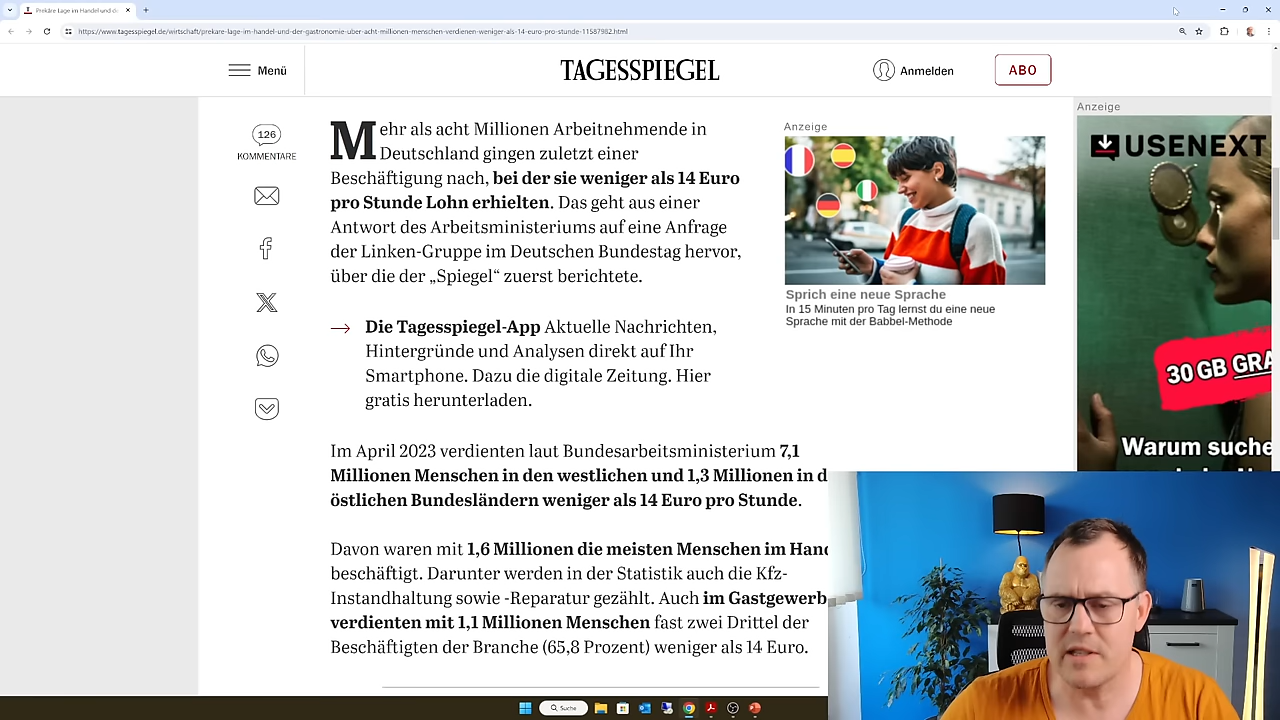 Prekäre Lage im Handel und de
https://www.tagesspiegel.de/wirtschaft/prekare-lage-im-handel-und-der-gastronomie-uber-acht-millionen-menschen-verdienen-weniger-als-14-euro-pro-stunde-11587982.html
Menü
TAGESSPIEGEL
Anmelden
ABO
126
KOMMENTARE
Mehr als acht Millionen Arbeitnehmende in
Deutschland gingen zuletzt einer
Beschäftigung nach, bei der sie weniger als 14 Euro
pro Stunde Lohn erhielten. Das geht aus einer
Antwort des Arbeitsministeriums auf eine Anfrage
der Linken-Gruppe im Deutschen Bundestag hervor,
über die der „Spiegel“ zuerst berichtete.
Die Tagesspiegel-App Aktuelle Nachrichten,
Hintergründe und Analysen direkt auf Ihr
Smartphone. Dazu die digitale Zeitung. Hier
gratis herunterladen.
Im April 2023 verdienten laut Bundesarbeitsministerium 7,1
Millionen Menschen in den westlichen und 1,3 Millionen in d
östlichen Bundesländern weniger als 14 Euro pro Stunde.
Davon waren mit 1,6 Millionen die meisten Menschen im Hand
beschäftigt. Darunter werden in der Statistik auch die Kfz-
Instandhaltung sowie -Reparatur gezählt. Auch im Gastgewerb
verdienten mit 1,1 Millionen Menschen fast zwei Drittel der
Beschäftigten der Branche (65,8 Prozent) weniger als 14 Euro.
Anzeige
Sprich eine neue Sprache
In 15 Minuten pro Tag lernst du eine neue
Sprache mit der Babbel-Methode
Anzeige
USENEXT
30 GB GRA
Warum suche
Suche